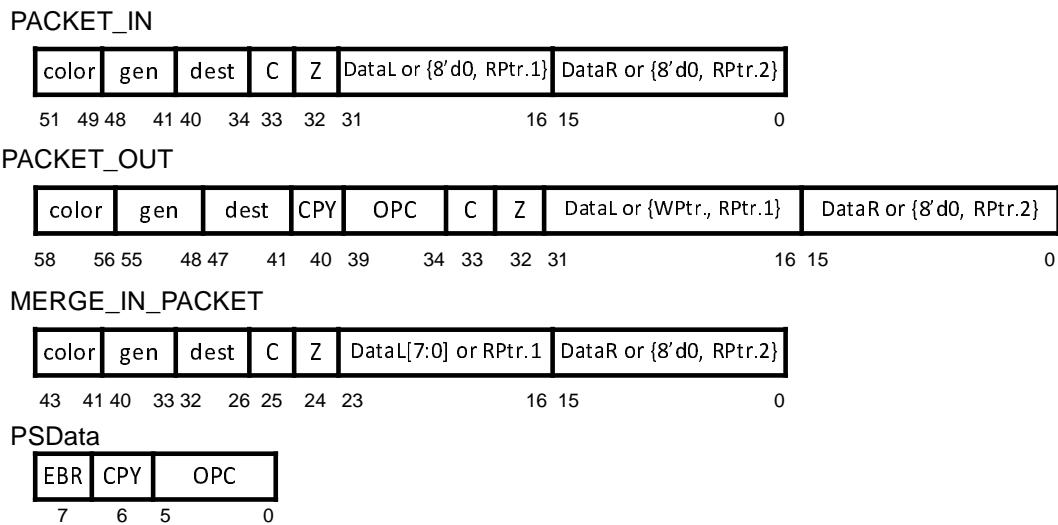 PACKET_IN
color gen dest C Z DataL or {8'd0, RPtr.1} DataR or {8'd0, RPtr.2}
51 49 48 41 40 34 33 32 31 16 15 0
PACKET_OUT
color gen dest CPY OPC C Z DataL or {WPtr., RPtr.1} DataR or {8'd0, RPtr.2}
58 56 55 48 47 41 40 39 34 33 32 31 16 15 0
MERGE_IN_PACKET
color gen dest C Z DataL[7:0] or RPtr.1 DataR or {8'd0, RPtr.2}
43 41 40 33 32 26 25 24 23 16 15 0
PSData
EBR CPY OPC
7 6 5 0